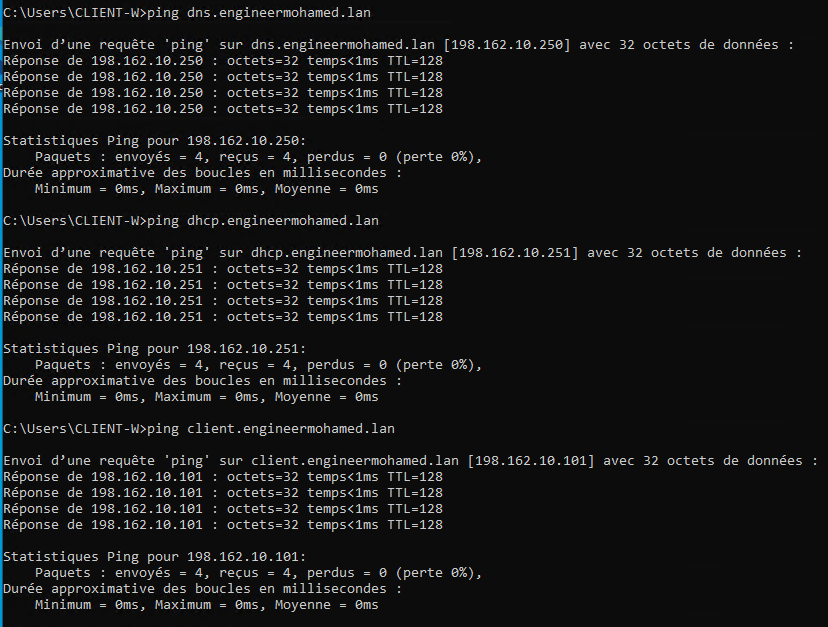 C:\Users\CLIENT-W>ping dns.engineermohamed.lan
Envoi d’une requête 'ping' sur dns.engineermohamed.lan [198.162.10.250] avec 32 octets de données :
Réponse de 198.162.10.250 : octets=32 temps<1ms TTL=128
Réponse de 198.162.10.250 : octets=32 temps<1ms TTL=128
Réponse de 198.162.10.250 : octets=32 temps<1ms TTL=128
Réponse de 198.162.10.250 : octets=32 temps<1ms TTL=128
Statistiques Ping pour 198.162.10.250:
    Paquets : envoyés = 4, reçus = 4, perdus = 0 (perte 0%),
Durée approximative des boucles en millisecondes :
    Minimum = 0ms, Maximum = 0ms, Moyenne = 0ms
C:\Users\CLIENT-W>ping dhcp.engineermohamed.lan
Envoi d’une requête 'ping' sur dhcp.engineermohamed.lan [198.162.10.251] avec 32 octets de données :
Réponse de 198.162.10.251 : octets=32 temps<1ms TTL=128
Réponse de 198.162.10.251 : octets=32 temps<1ms TTL=128
Réponse de 198.162.10.251 : octets=32 temps<1ms TTL=128
Réponse de 198.162.10.251 : octets=32 temps<1ms TTL=128
Statistiques Ping pour 198.162.10.251:
    Paquets : envoyés = 4, reçus = 4, perdus = 0 (perte 0%),
Durée approximative des boucles en millisecondes :
    Minimum = 0ms, Maximum = 0ms, Moyenne = 0ms
C:\Users\CLIENT-W>ping client.engineermohamed.lan
Envoi d’une requête 'ping' sur client.engineermohamed.lan [198.162.10.101] avec 32 octets de données :
Réponse de 198.162.10.101 : octets=32 temps<1ms TTL=128
Réponse de 198.162.10.101 : octets=32 temps<1ms TTL=128
Réponse de 198.162.10.101 : octets=32 temps<1ms TTL=128
Réponse de 198.162.10.101 : octets=32 temps<1ms TTL=128
Statistiques Ping pour 198.162.10.101:
    Paquets : envoyés = 4, reçus = 4, perdus = 0 (perte 0%),
Durée approximative des boucles en millisecondes :
    Minimum = 0ms, Maximum = 0ms, Moyenne = 0ms